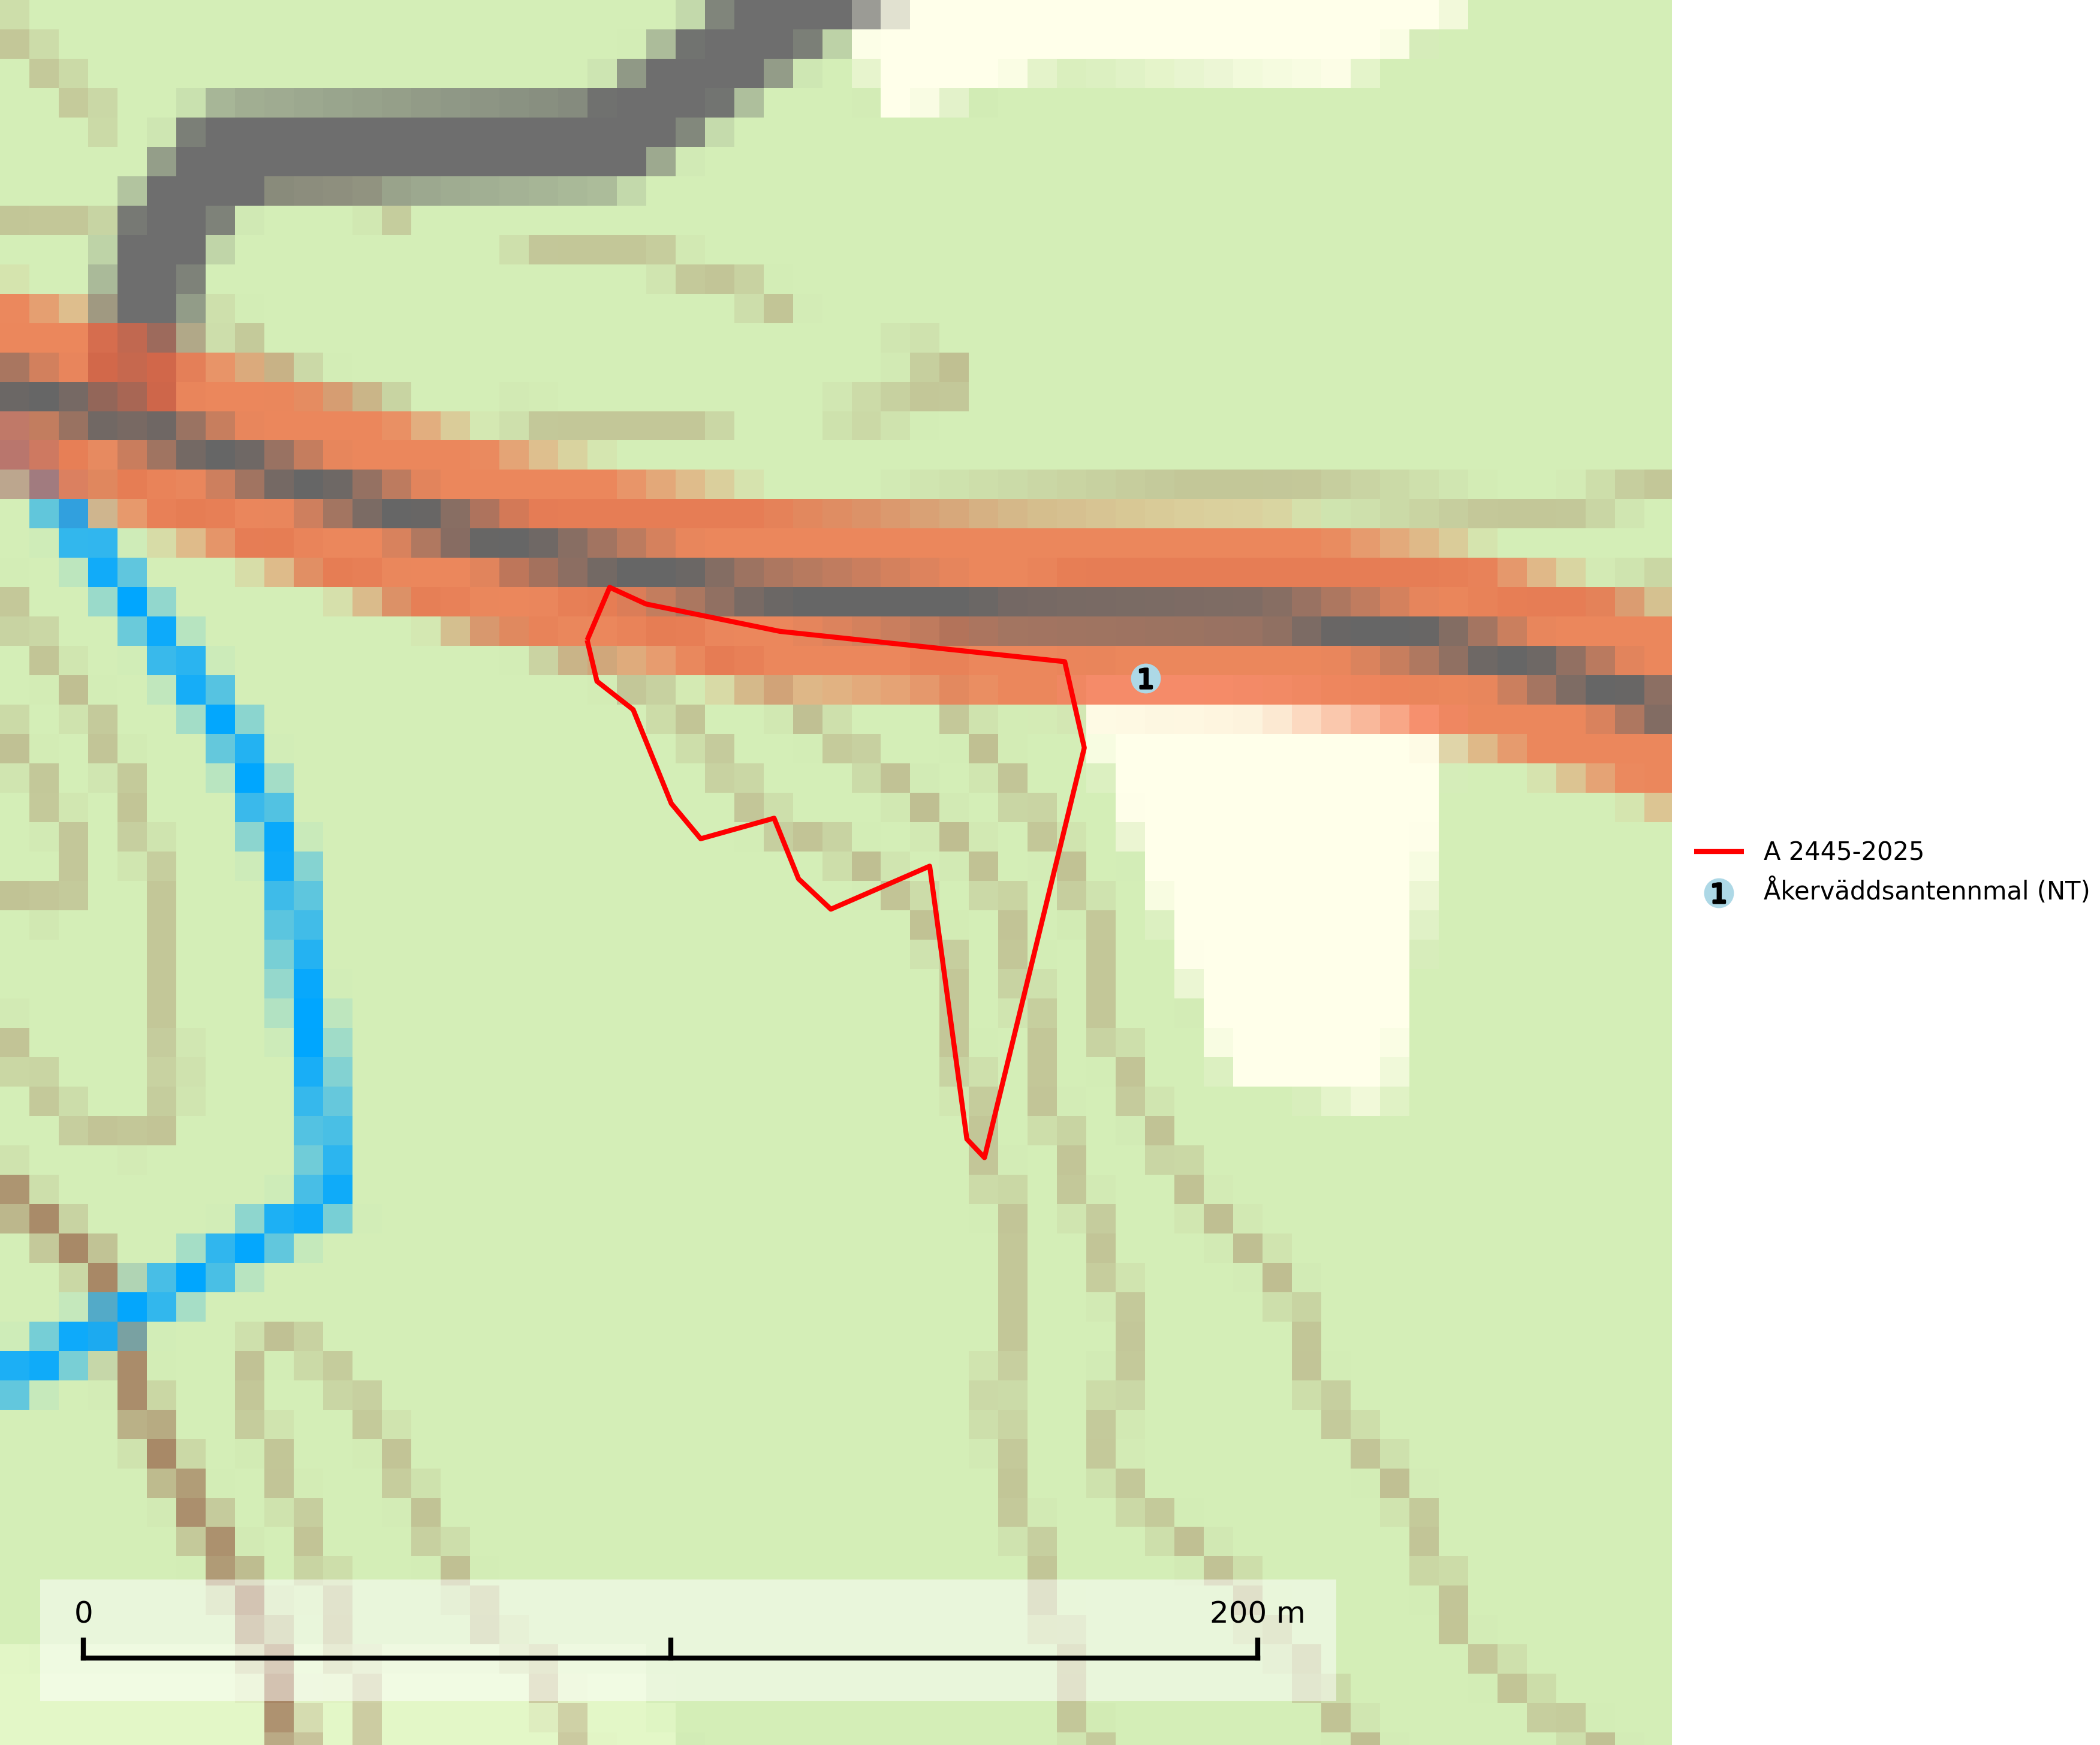 1
A 2445-2025
1 Åkerväddsantennmal (NT)
0 200 m